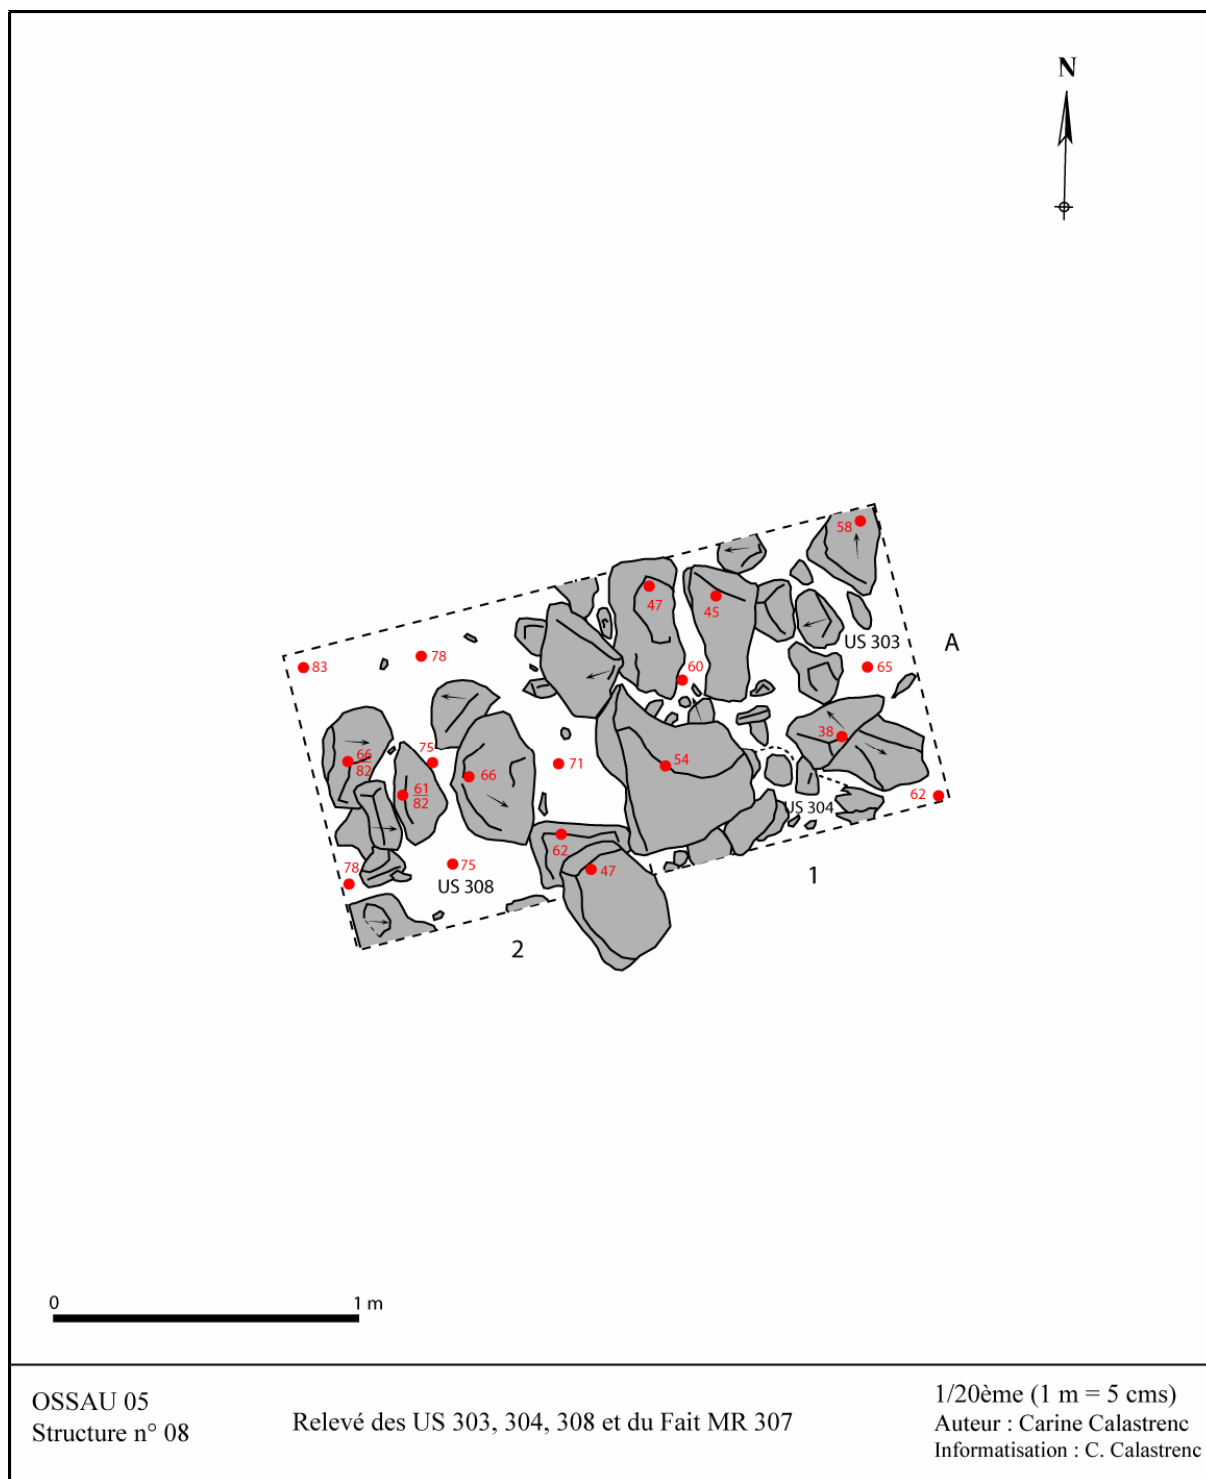 N
58
47
45
US 303
A
83
78
60
65
38
75
66
82
66
71
54
61
82
62
US 304
62
78
75
47
US 308
1
2
0 1 m
OSSAU 05
Structure n° 08
Relevé des US 303, 304, 308 et du Fait MR 307
1/20ème (1 m = 5 cms)
Auteur : Carine Calastrenc
Informatisation : C. Calastrenc